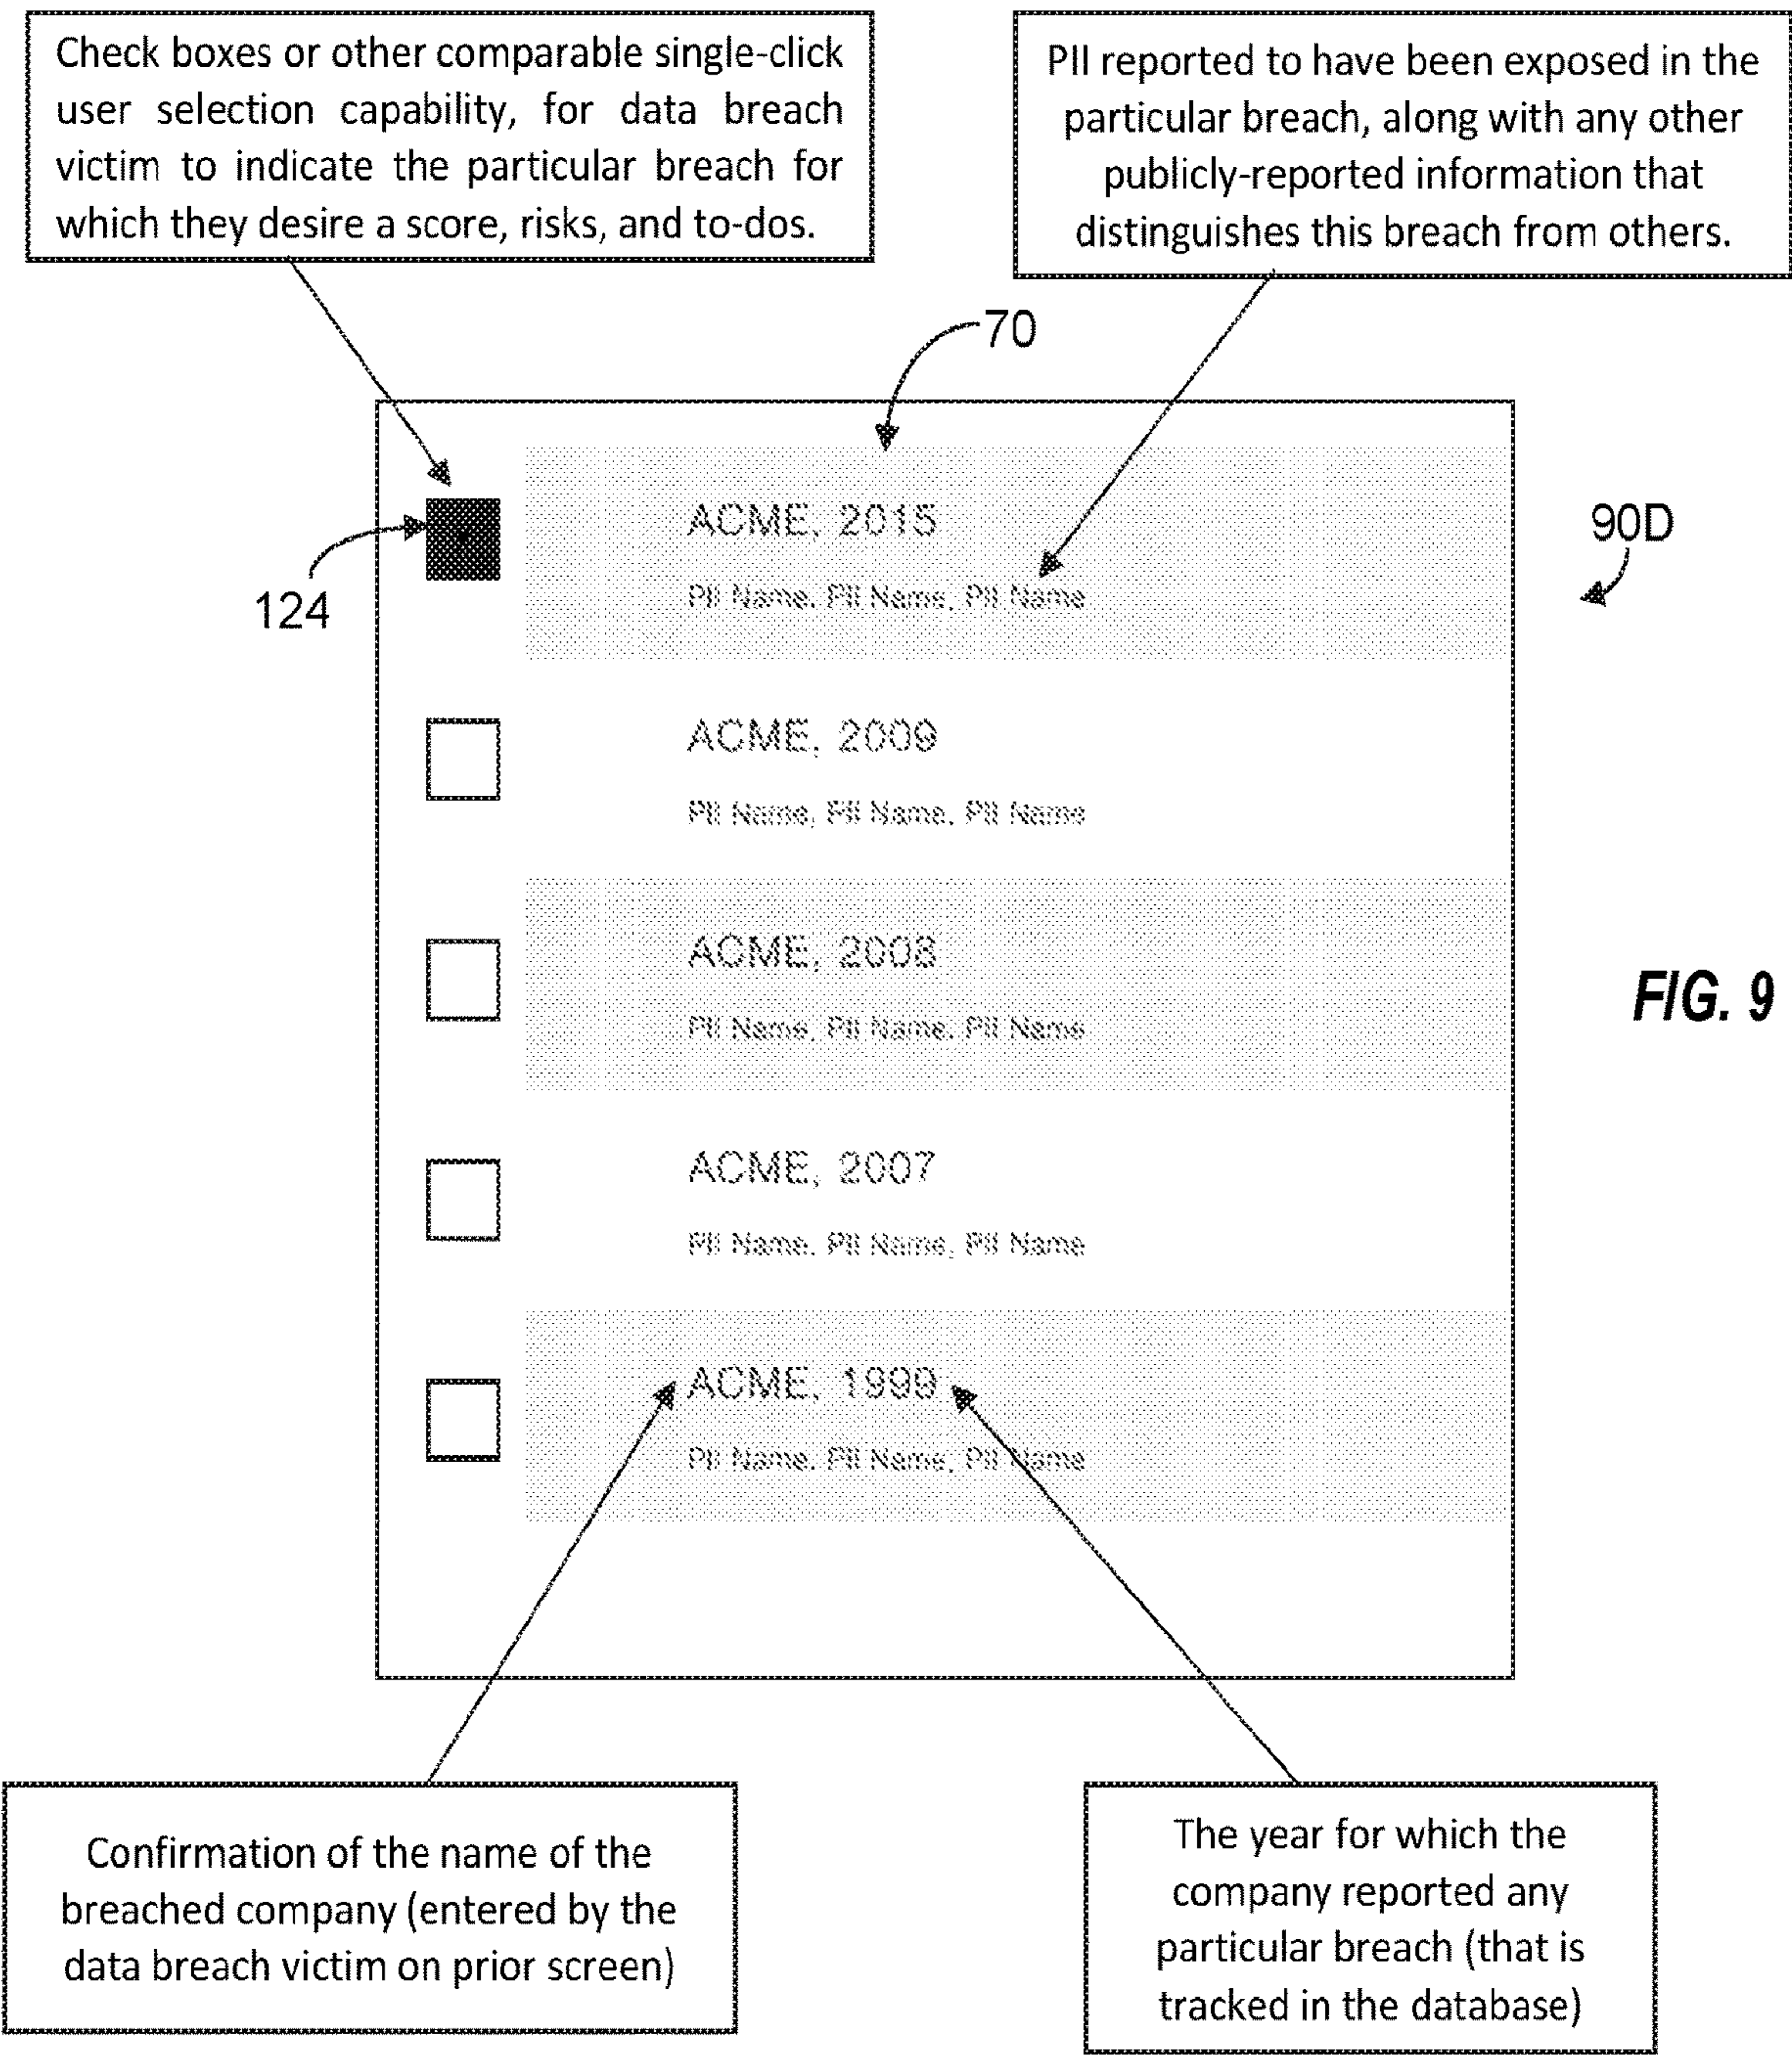 Check boxes or other comparable single-click
user selection capability, for data breach
victim to indicate the particular breach for
which they desire a score, risks, and to-dos.
PII reported to have been exposed in the
particular breach, along with any other
publicly-reported information that
distinguishes this breach from others.
70
ACME, 2015
PII Name, PII Name, PII Name
124
90D
ACME, 2009
PII Name, PII Name, PII Name
ACME, 2008
PII Name, PII Name, PII Name
FIG. 9
ACME, 2007
PII Name, PII Name, PII Name
ACME, 1999
PII Name, PII Name, PII Name
Confirmation of the name of the
breached company (entered by the
data breach victim on prior screen)
The year for which the
company reported any
particular breach (that is
tracked in the database)